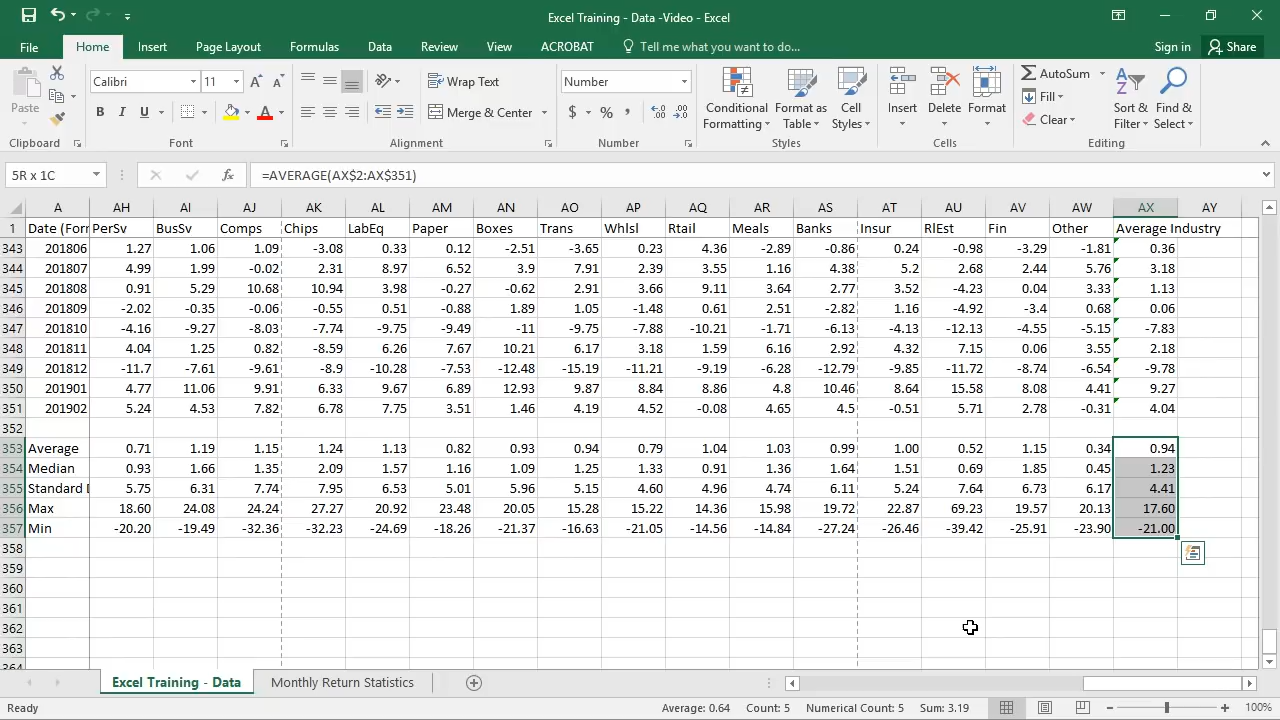 Excel Training - Data -Video - Excel
File Home Insert Page Layout Formulas Data Review View ACROBAT Tell me what you want to do... Sign in Share
Paste Calibri 11 Wrap Text Number Conditional Formatting Format as Table Cell Styles Insert Delete Format AutoSum Sort & Filter Find & Select
B I U Merge & Center $ % , Fill
Clear
Clipboard Font Alignment Number Styles Cells Editing
5R x 1C fx =AVERAGE(AX$2:AX$351)
A AH AI AJ AK AL AM AN AO AP AQ AR AS AT AU AV AW AX AY
1 Date (Forr PerSv BusSv Comps Chips LabEq Paper Boxes Trans Whlsl Rtail Meals Banks Insur RlEst Fin Other Average Industry
343 201806 1.27 1.06 1.09 -3.08 0.33 0.12 -2.51 -3.65 0.23 4.36 -2.89 -0.86 0.24 -0.98 -3.29 -1.81 0.36
344 201807 4.99 1.99 -0.02 2.31 8.97 6.52 3.9 7.91 2.39 3.55 1.16 4.38 5.2 2.68 2.44 5.76 3.18
345 201808 0.91 5.29 10.68 10.94 3.98 -0.27 -0.62 2.91 3.66 9.11 3.64 2.77 3.52 -4.23 0.04 3.33 1.13
346 201809 -2.02 -0.35 -0.06 -0.55 0.51 -0.88 1.89 1.05 -1.48 0.61 2.51 -2.82 1.16 -4.92 -3.4 0.68 0.06
347 201810 -4.16 -9.27 -8.03 -7.74 -9.75 -9.49 -11 -9.75 -7.88 -10.21 -1.71 -6.13 -4.13 -12.13 -4.55 -5.15 -7.83
348 201811 4.04 1.25 0.82 -8.59 6.26 7.67 10.21 6.17 3.18 1.59 6.16 2.92 4.32 7.15 0.06 3.55 2.18
349 201812 -11.7 -7.61 -9.61 -8.9 -10.28 -7.53 -12.48 -15.19 -11.21 -9.19 -6.28 -12.79 -9.85 -11.72 -8.74 -6.54 -9.78
350 201901 4.77 11.06 9.91 6.33 9.67 6.89 12.93 9.87 8.84 8.86 4.8 10.46 8.64 15.58 8.08 4.41 9.27
351 201902 5.24 4.53 7.82 6.78 7.75 3.51 1.46 4.19 4.52 -0.08 4.65 4.5 -0.51 5.71 2.78 -0.31 4.04
352
353 Average 0.71 1.19 1.15 1.24 1.13 0.82 0.93 0.94 0.79 1.04 1.03 0.99 1.00 0.52 1.15 0.34 0.94
354 Median 0.93 1.66 1.35 2.09 1.57 1.16 1.09 1.25 1.33 0.91 1.36 1.64 1.51 0.69 1.85 0.45 1.23
355 Standard 5.75 6.31 7.74 7.95 6.53 5.01 5.96 5.15 4.60 4.96 4.74 6.11 5.24 7.64 6.73 6.17 4.41
356 Max 18.60 24.08 24.24 27.27 20.92 23.48 20.05 15.28 15.22 14.36 15.98 19.72 22.87 69.23 19.57 20.13 17.60
357 Min -20.20 -19.49 -32.36 -32.23 -24.69 -18.26 -21.37 -16.63 -21.05 -14.56 -14.84 -27.24 -26.46 -39.42 -25.91 -23.90 -21.00
358
359
360
361
362
363
364
Excel Training - Data Monthly Return Statistics
Ready Average: 0.64 Count: 5 Numerical Count: 5 Sum: 3.19 100%